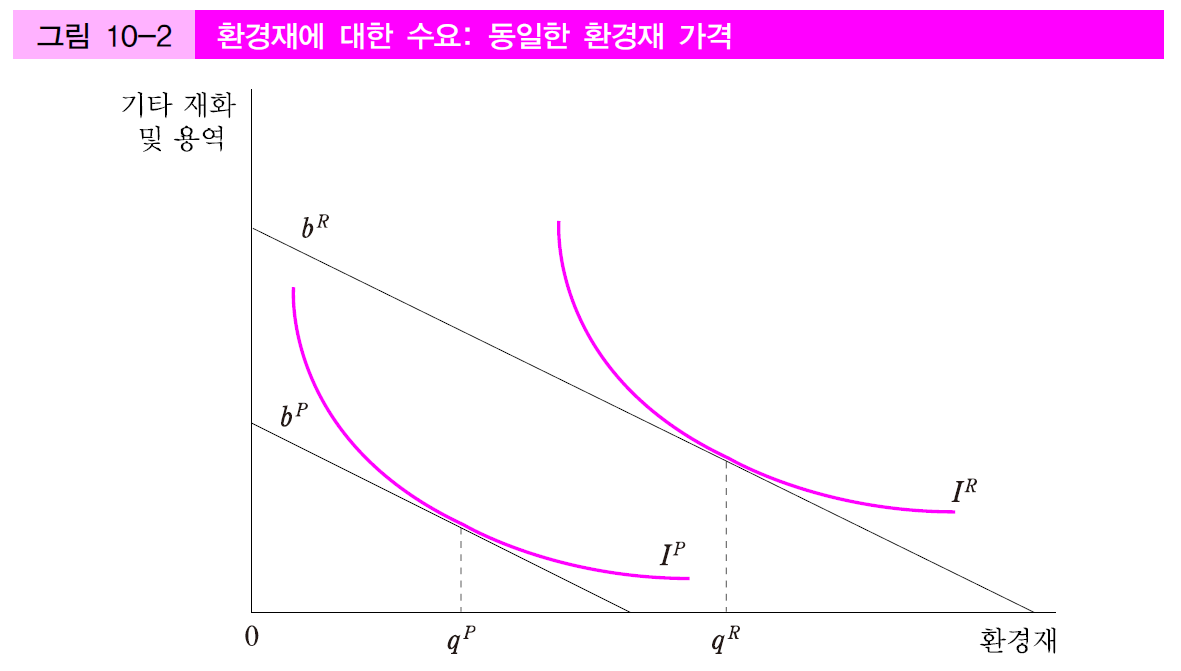 그림 10-2 환경재에 대한 수요: 동일한 환경재 가격
기타 재화
및 용역
b^R
b^P
I^R
I^P
0
q^P
q^R
환경재